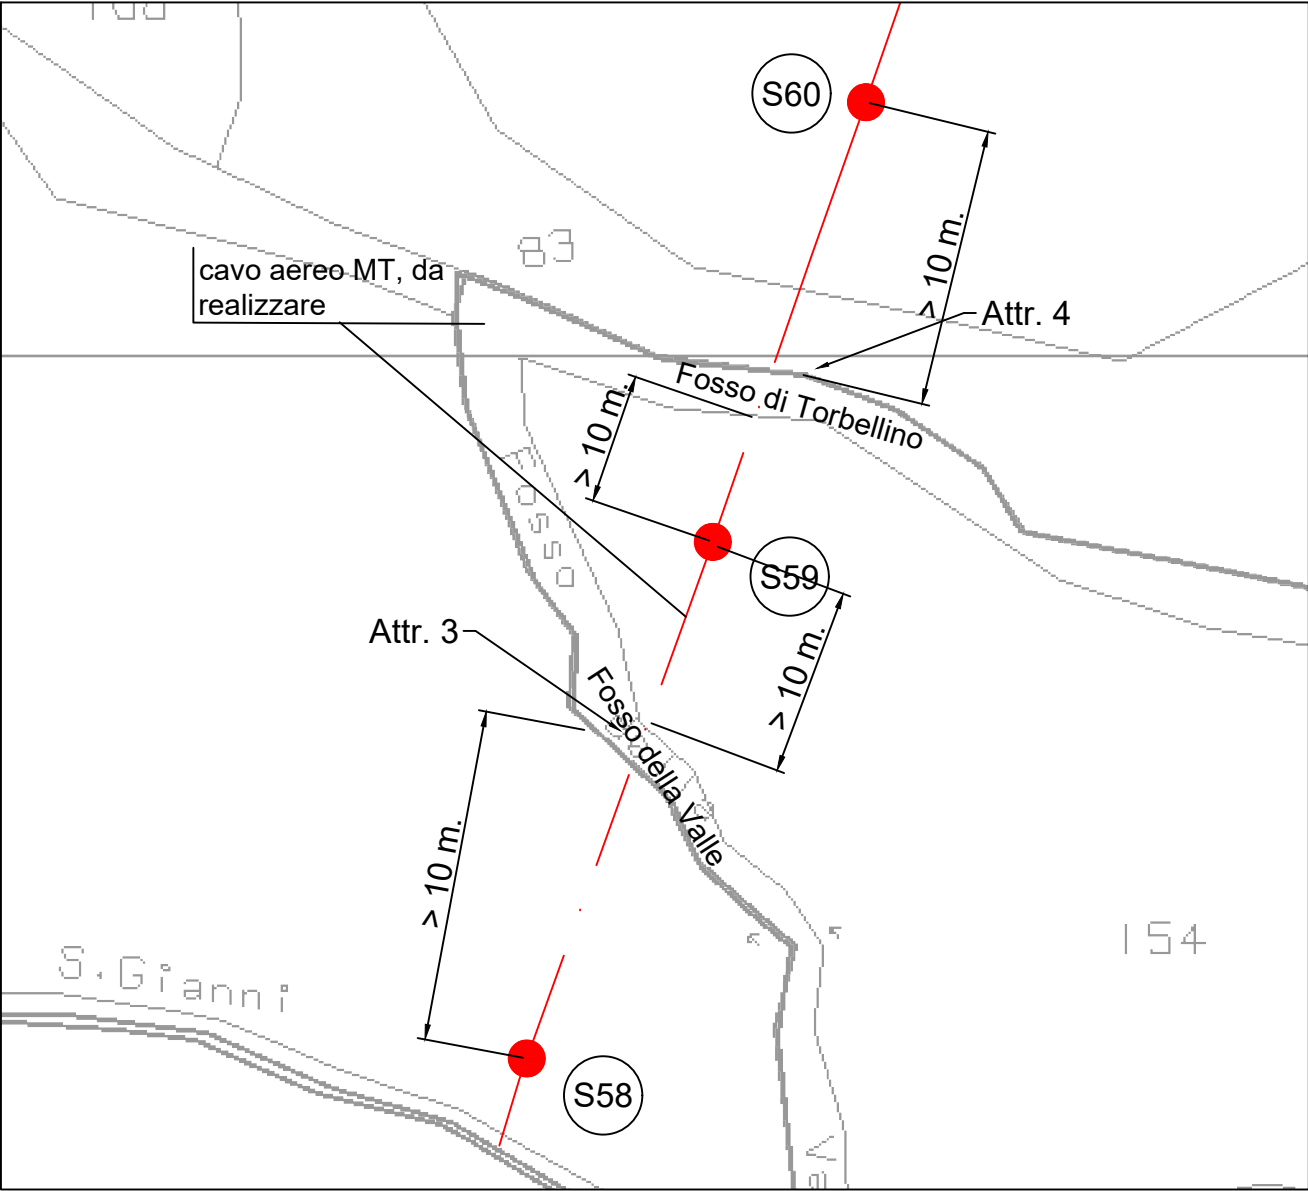 S60
83
> 10 m.
cavo aereo MT, da
realizzare
Attr. 4
Fosso di Torbellino
> 10 m.
Fosso
S59
Attr. 3
> 10 m.
Fosso della Valle
> 10 m.
154
S.Gianni
S58